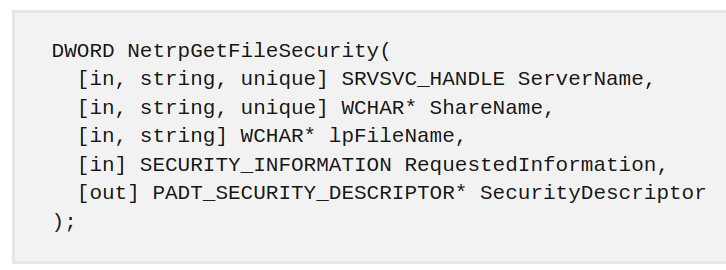 DWORD NetrpGetFileSecurity(
[in, string, unique] SRVSVC_HANDLE ServerName,
[in, string, unique] WCHAR* ShareName,
[in, string] WCHAR* lpFileName,
[in] SECURITY_INFORMATION RequestedInformation,
[out] PADT_SECURITY_DESCRIPTOR* SecurityDescriptor
);